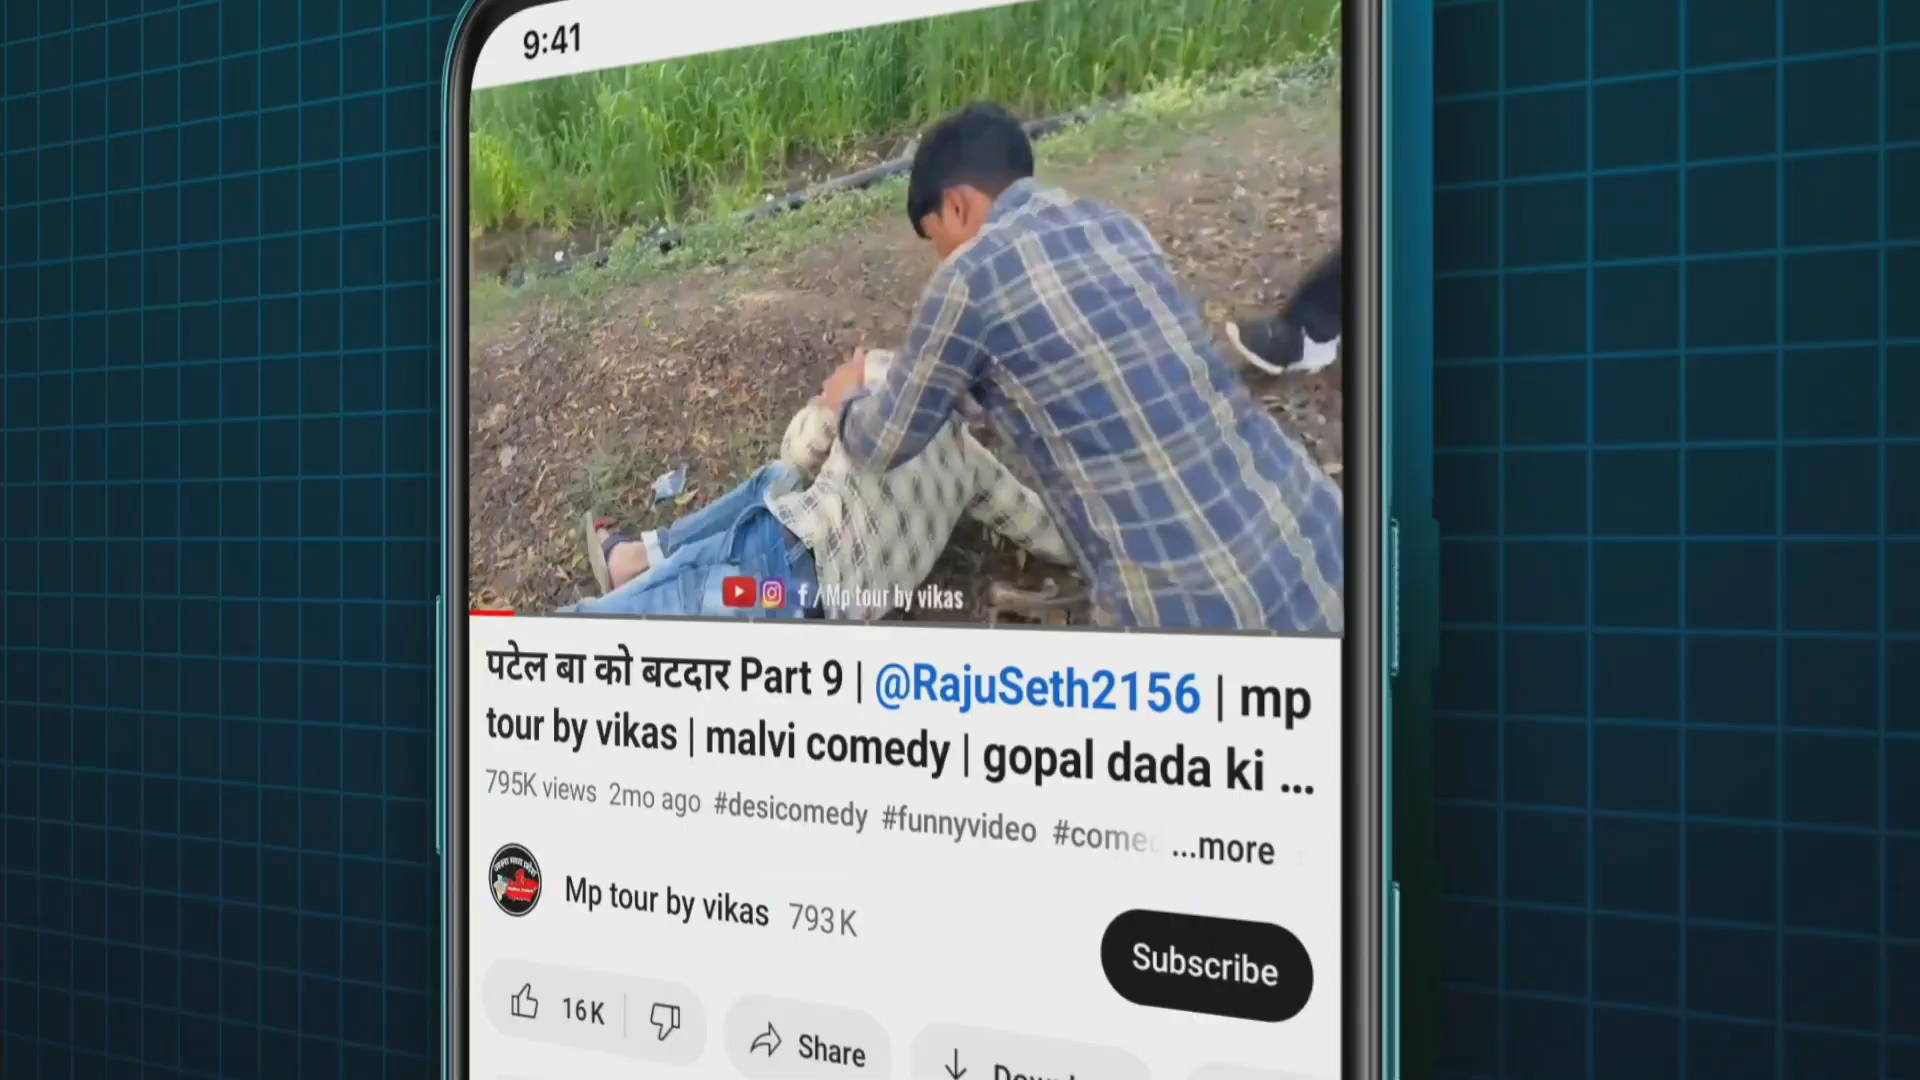 9:41
f/Mp tour by vikas
पटेल बा को बटदार Part 9 | @RajuSeth2156 | mp
tour by vikas | malvi comedy | gopal dada ki ...
795K views 2mo ago #desicomedy #funnyvideo #comed ...more
Mp tour by vikas 793K
Subscribe
16K
Share